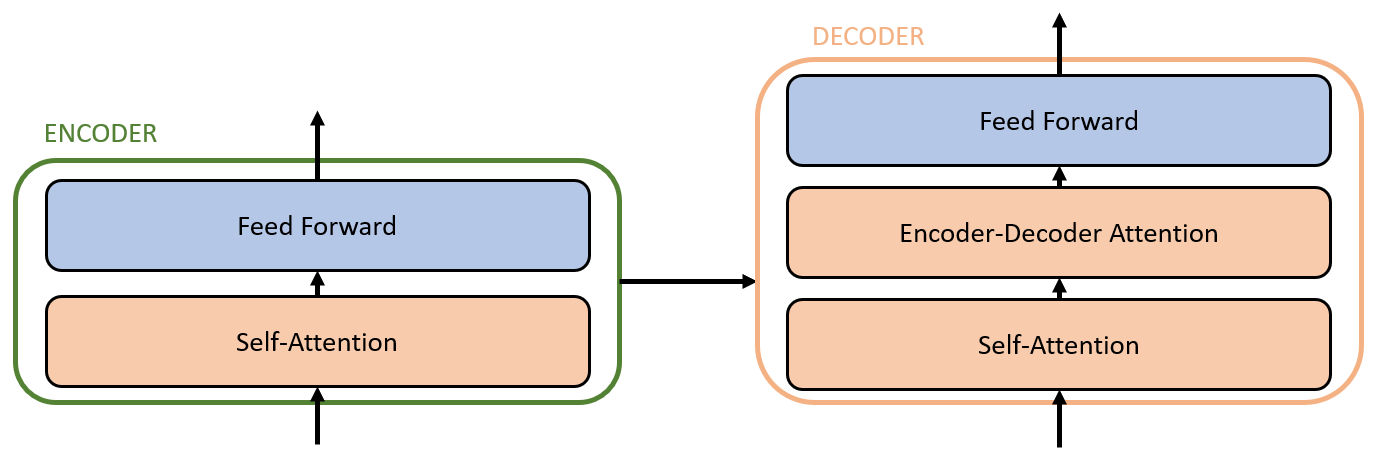 ENCODER
Feed Forward
Self-Attention
DECODER
Feed Forward
Encoder-Decoder Attention
Self-Attention